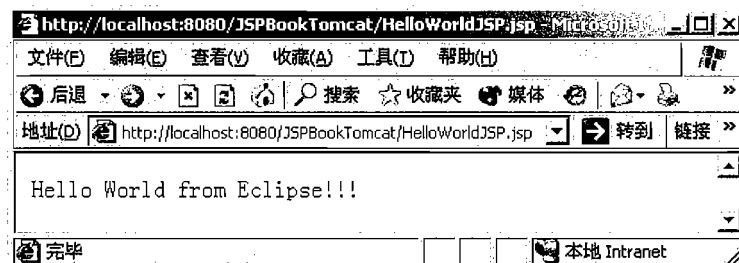 http://localhost:8080/JSPBookTomcat/HelloWorldJSP.jsp - Microsoft
文件(F) 编辑(E) 查看(V) 收藏(A) 工具(T) 帮助(H)
后退 搜索 收藏夹 媒体 »
地址(D) http://localhost:8080/JSPBookTomcat/HelloWorldJSP.jsp 转到 链接 »
Hello World from Eclipse!!!
完毕 本地 Intranet